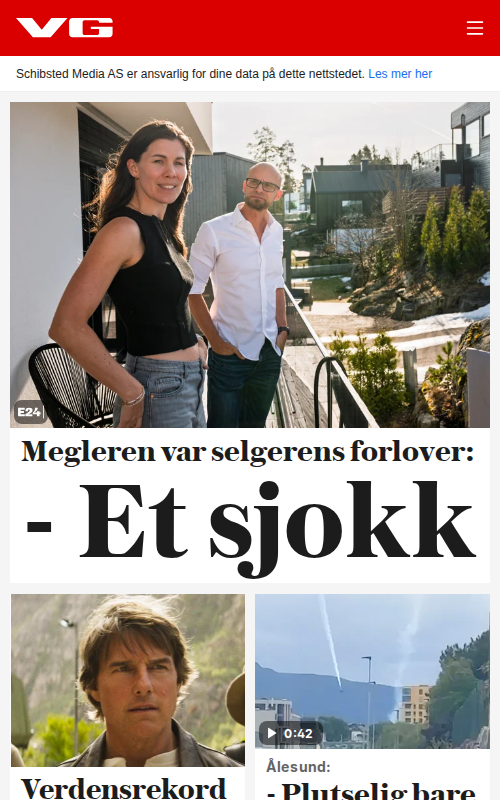 VG
Schibsted Media AS er ansvarlig for dine data på dette nettstedet. Les mer her
E24
Megleren var selgerens forlover:
- Et sjokk
Verdensrekord
0:42
Ålesund:
- Plutselig bare